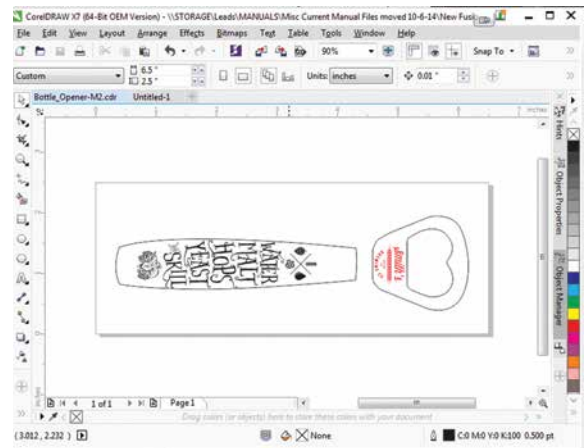 CorelDRAW X7 (64-Bit OEM Version) - \\STORAGE\Leads\MANUALS\Misc Current Manual Files moved 10-6-14\New Fusi
File Edit View Layout Arrange Effects Bitmaps Text Table Tools Window Help
90% Snap To
Custom 6.5" 2.5" Units: inches 0.01"
Bottle_Opener-M2.cdr Untitled-1
inches
Hints
Object Properties
Object Manager
WATER
MALT
HOPS
YEAST
SKILL
Smith's
1 of 1 Page 1
Drag colors (or objects) here to store these colors with your document
(3.012, 2.232 ) None C:0 M:0 Y:0 K:100 0.500 pt